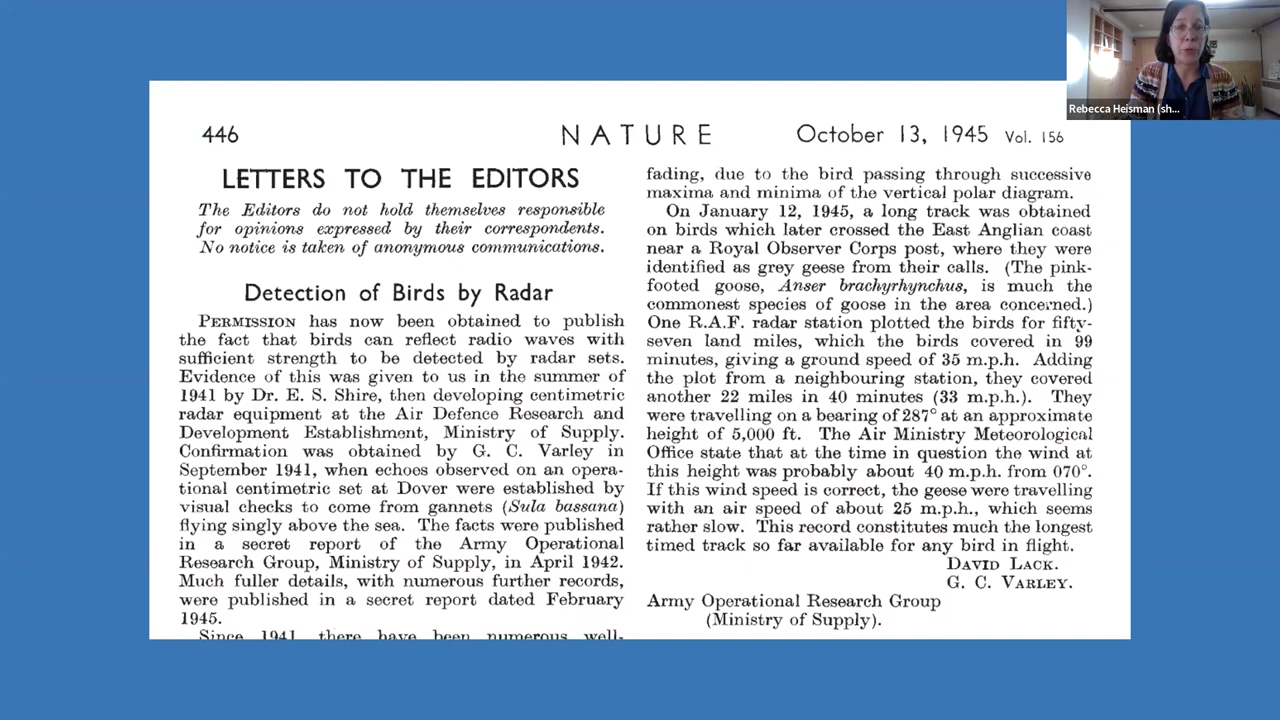 Rebecca Heisman (sh...
446
NATURE
October 13, 1945 Vol. 156
LETTERS TO THE EDITORS
The Editors do not hold themselves responsible
for opinions expressed by their correspondents.
No notice is taken of anonymous communications.
Detection of Birds by Radar
PERMISSION has now been obtained to publish
the fact that birds can reflect radio waves with
sufficient strength to be detected by radar sets.
Evidence of this was given to us in the summer of
1941 by Dr. E. S. Shire, then developing centimetric
radar equipment at the Air Defence Research and
Development Establishment, Ministry of Supply.
Confirmation was obtained by G. C. Varley in
September 1941, when echoes observed on an opera-
tional centimetric set at Dover were established by
visual checks to come from gannets (Sula bassana)
flying singly above the sea. The facts were published
in a secret report of the Army Operational
Research Group, Ministry of Supply, in April 1942.
Much fuller details, with numerous further records,
were published in a secret report dated February
1945.
Since 1941 there have been numerous well-
fading, due to the bird passing through successive
maxima and minima of the vertical polar diagram.
On January 12, 1945, a long track was obtained
on birds which later crossed the East Anglian coast
near a Royal Observer Corps post, where they were
identified as grey geese from their calls. (The pink-
footed goose, Anser brachyrhynchus, is much the
commonest species of goose in the area concerned.)
One R.A.F. radar station plotted the birds for fifty-
seven land miles, which the birds covered in 99
minutes, giving a ground speed of 35 m.p.h. Adding
the plot from a neighbouring station, they covered
another 22 miles in 40 minutes (33 m.p.h.). They
were travelling on a bearing of 287° at an approximate
height of 5,000 ft. The Air Ministry Meteorological
Office state that at the time in question the wind at
this height was probably about 40 m.p.h. from 070°.
If this wind speed is correct, the geese were travelling
with an air speed of about 25 m.p.h., which seems
rather slow. This record constitutes much the longest
timed track so far available for any bird in flight.
DAVID LACK.
G. C. VARLEY.
Army Operational Research Group
(Ministry of Supply).